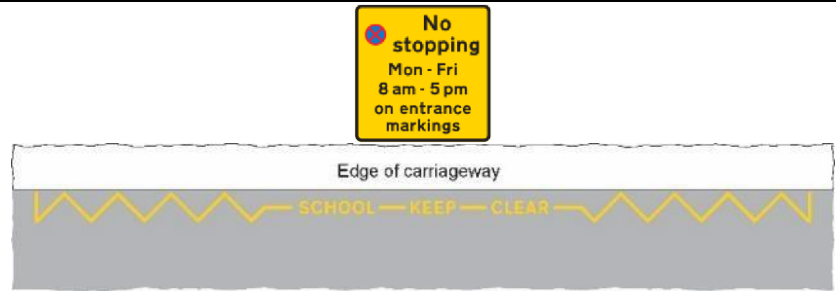 No
stopping
Mon - Fri
8 am - 5 pm
on entrance
markings
Edge of carriageway
SCHOOL KEEP CLEAR